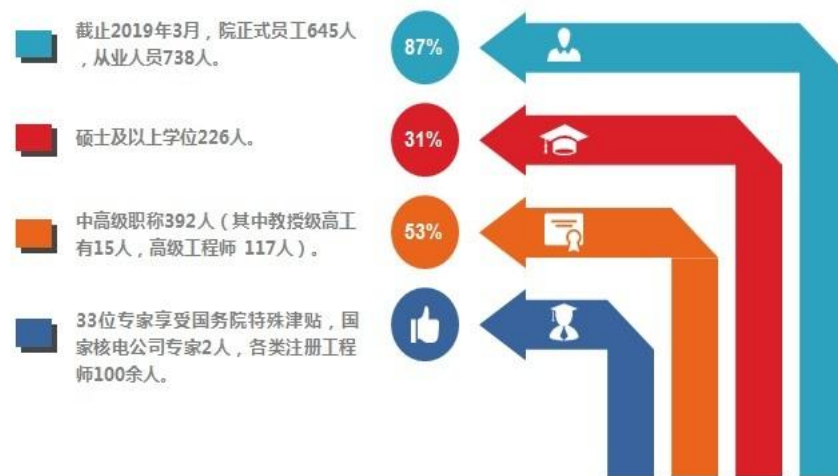 截止2019年3月，院正式员工645人
，从业人员738人。
87%
硕士及以上学位226人。
31%
中高级职称392人（其中教授级高工
有15人，高级工程师 117人）。
53%
33位专家享受国务院特殊津贴，国
家核电公司专家2人，各类注册工程
师100余人。